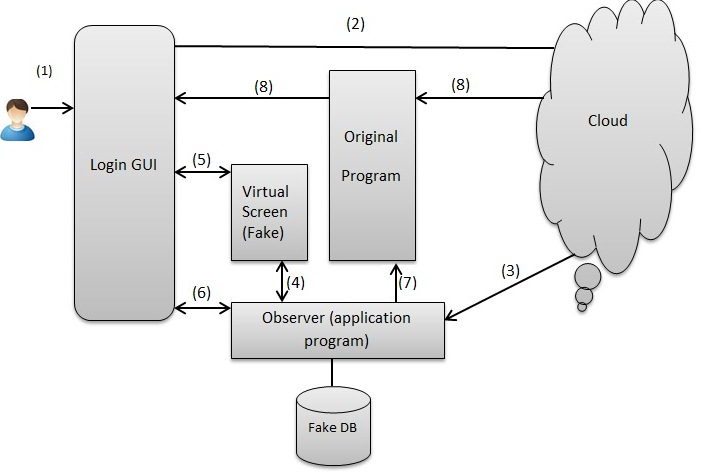 (2)
(1)
(8)
(8)
Cloud
Original
Program
Login GUI
(5)
Virtual
Screen
(Fake)
(3)
(4)
(7)
(6)
Observer (application
program)
Fake DB